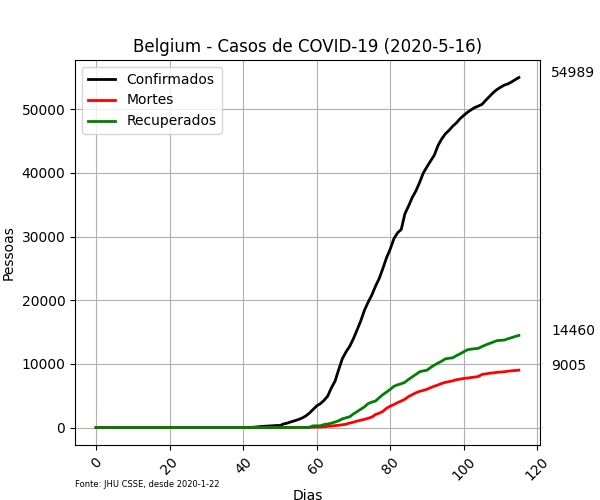 Belgium - Casos de COVID-19 (2020-5-16)
Confirmados
Mortes
Recuperados
54989
14460
9005
Pessoas
50000
40000
30000
20000
10000
0
0 20 40 60 80 100 120
Fonte: JHU CSSE, desde 2020-1-22
Dias